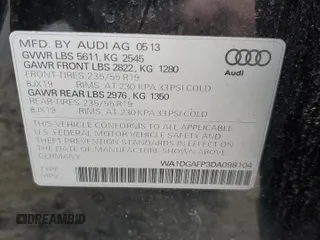 MFD. BY AUDI AG 05 13
GVWR LBS 5611, KG 2545
GAWR FRONT LBS 2822, KG 1280
FRONT-TIRES: 235/55 R19
8JX19 RIMS AT 230 KPA 33 PSI COLD
GAWR REAR LBS 2976, KG 1350
REAR TIRES: 235/55 R19
8JX19 RIMS AT 230 KPA 33 PSI COLD
Audi
THIS VEHICLE CONFORMS TO ALL APPLICABLE
U.S. FEDERAL MOTOR VEHICLE SAFETY
STANDARDS IN EFFECT ON THE DATE OF
MANUFACTURE SHOWN ABOVE.
GERMANY WA1DGAFP3DA098104
TYPE: MPV
DREAMBID